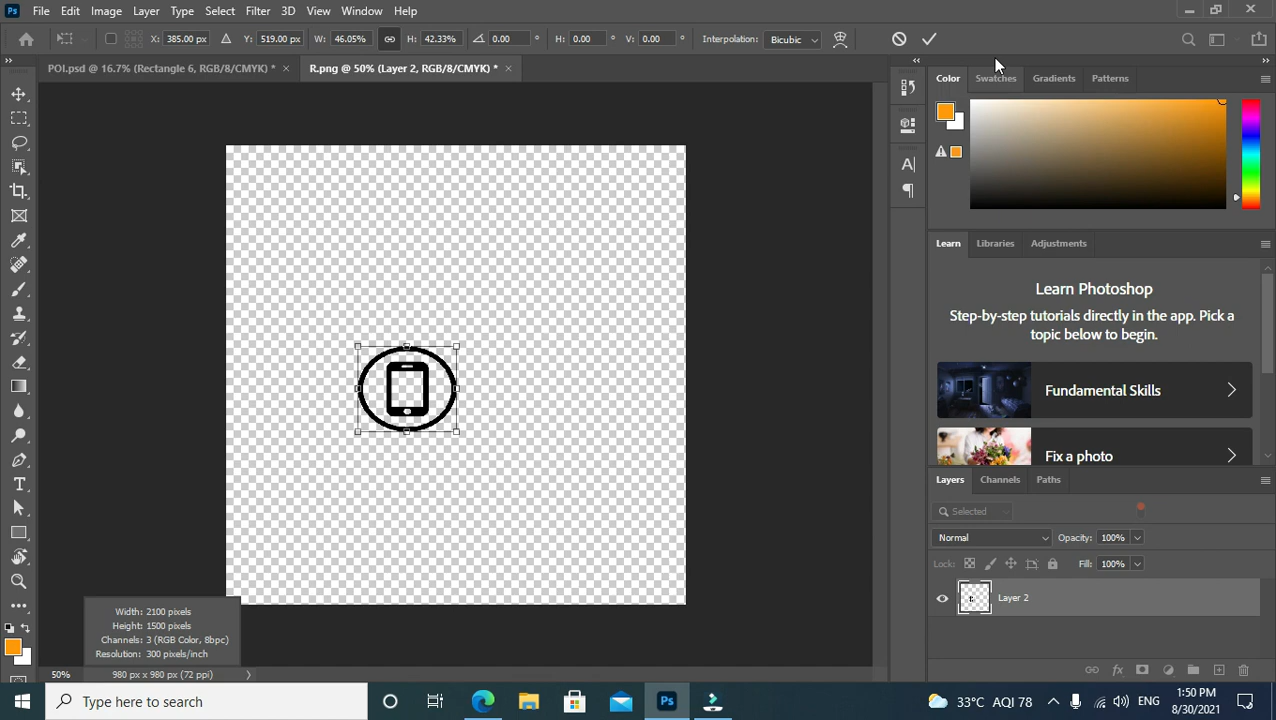 Ps File Edit Image Layer Type Select Filter 3D View Window Help
X: 385.00 px Y: 519.00 px W: 46.05% H: 42.33% 0.00 ° H: 0.00 ° V: 0.00 ° Interpolation: Bicubic
POI.psd @ 16.7% (Rectangle 6, RGB/8/CMYK) * × R.png @ 50% (Layer 2, RGB/8/CMYK) * ×
Color Swatches Gradients Patterns
Learn Libraries Adjustments
Learn Photoshop
Step-by-step tutorials directly in the app. Pick a
topic below to begin.
Fundamental Skills
Fix a photo
Layers Channels Paths
Selected
Normal Opacity: 100%
Lock: Fill: 100%
Layer 2
Width: 2100 pixels
Height: 1500 pixels
Channels: 3 (RGB Color, 8bpc)
Resolution: 300 pixels/inch
50% 980 px x 980 px (72 ppi)
Type here to search
Ps
33°C AQI 78 ENG
1:50 PM
8/30/2021